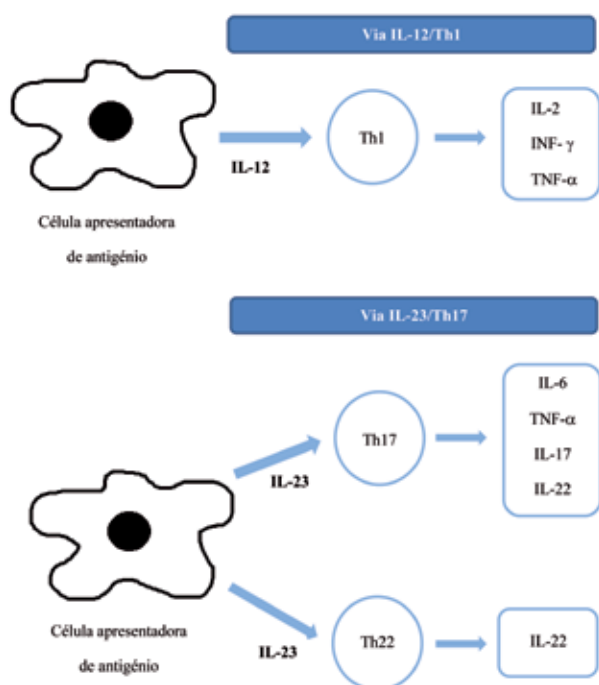 Via IL-12/Th1
IL-12
Th1
IL-2
INF- γ
TNF-α
Célula apresentadora
de antigénio
Via IL-23/Th17
IL-23
Th17
IL-6
TNF-α
IL-17
IL-22
Célula apresentadora
de antigénio
IL-23
Th22
IL-22